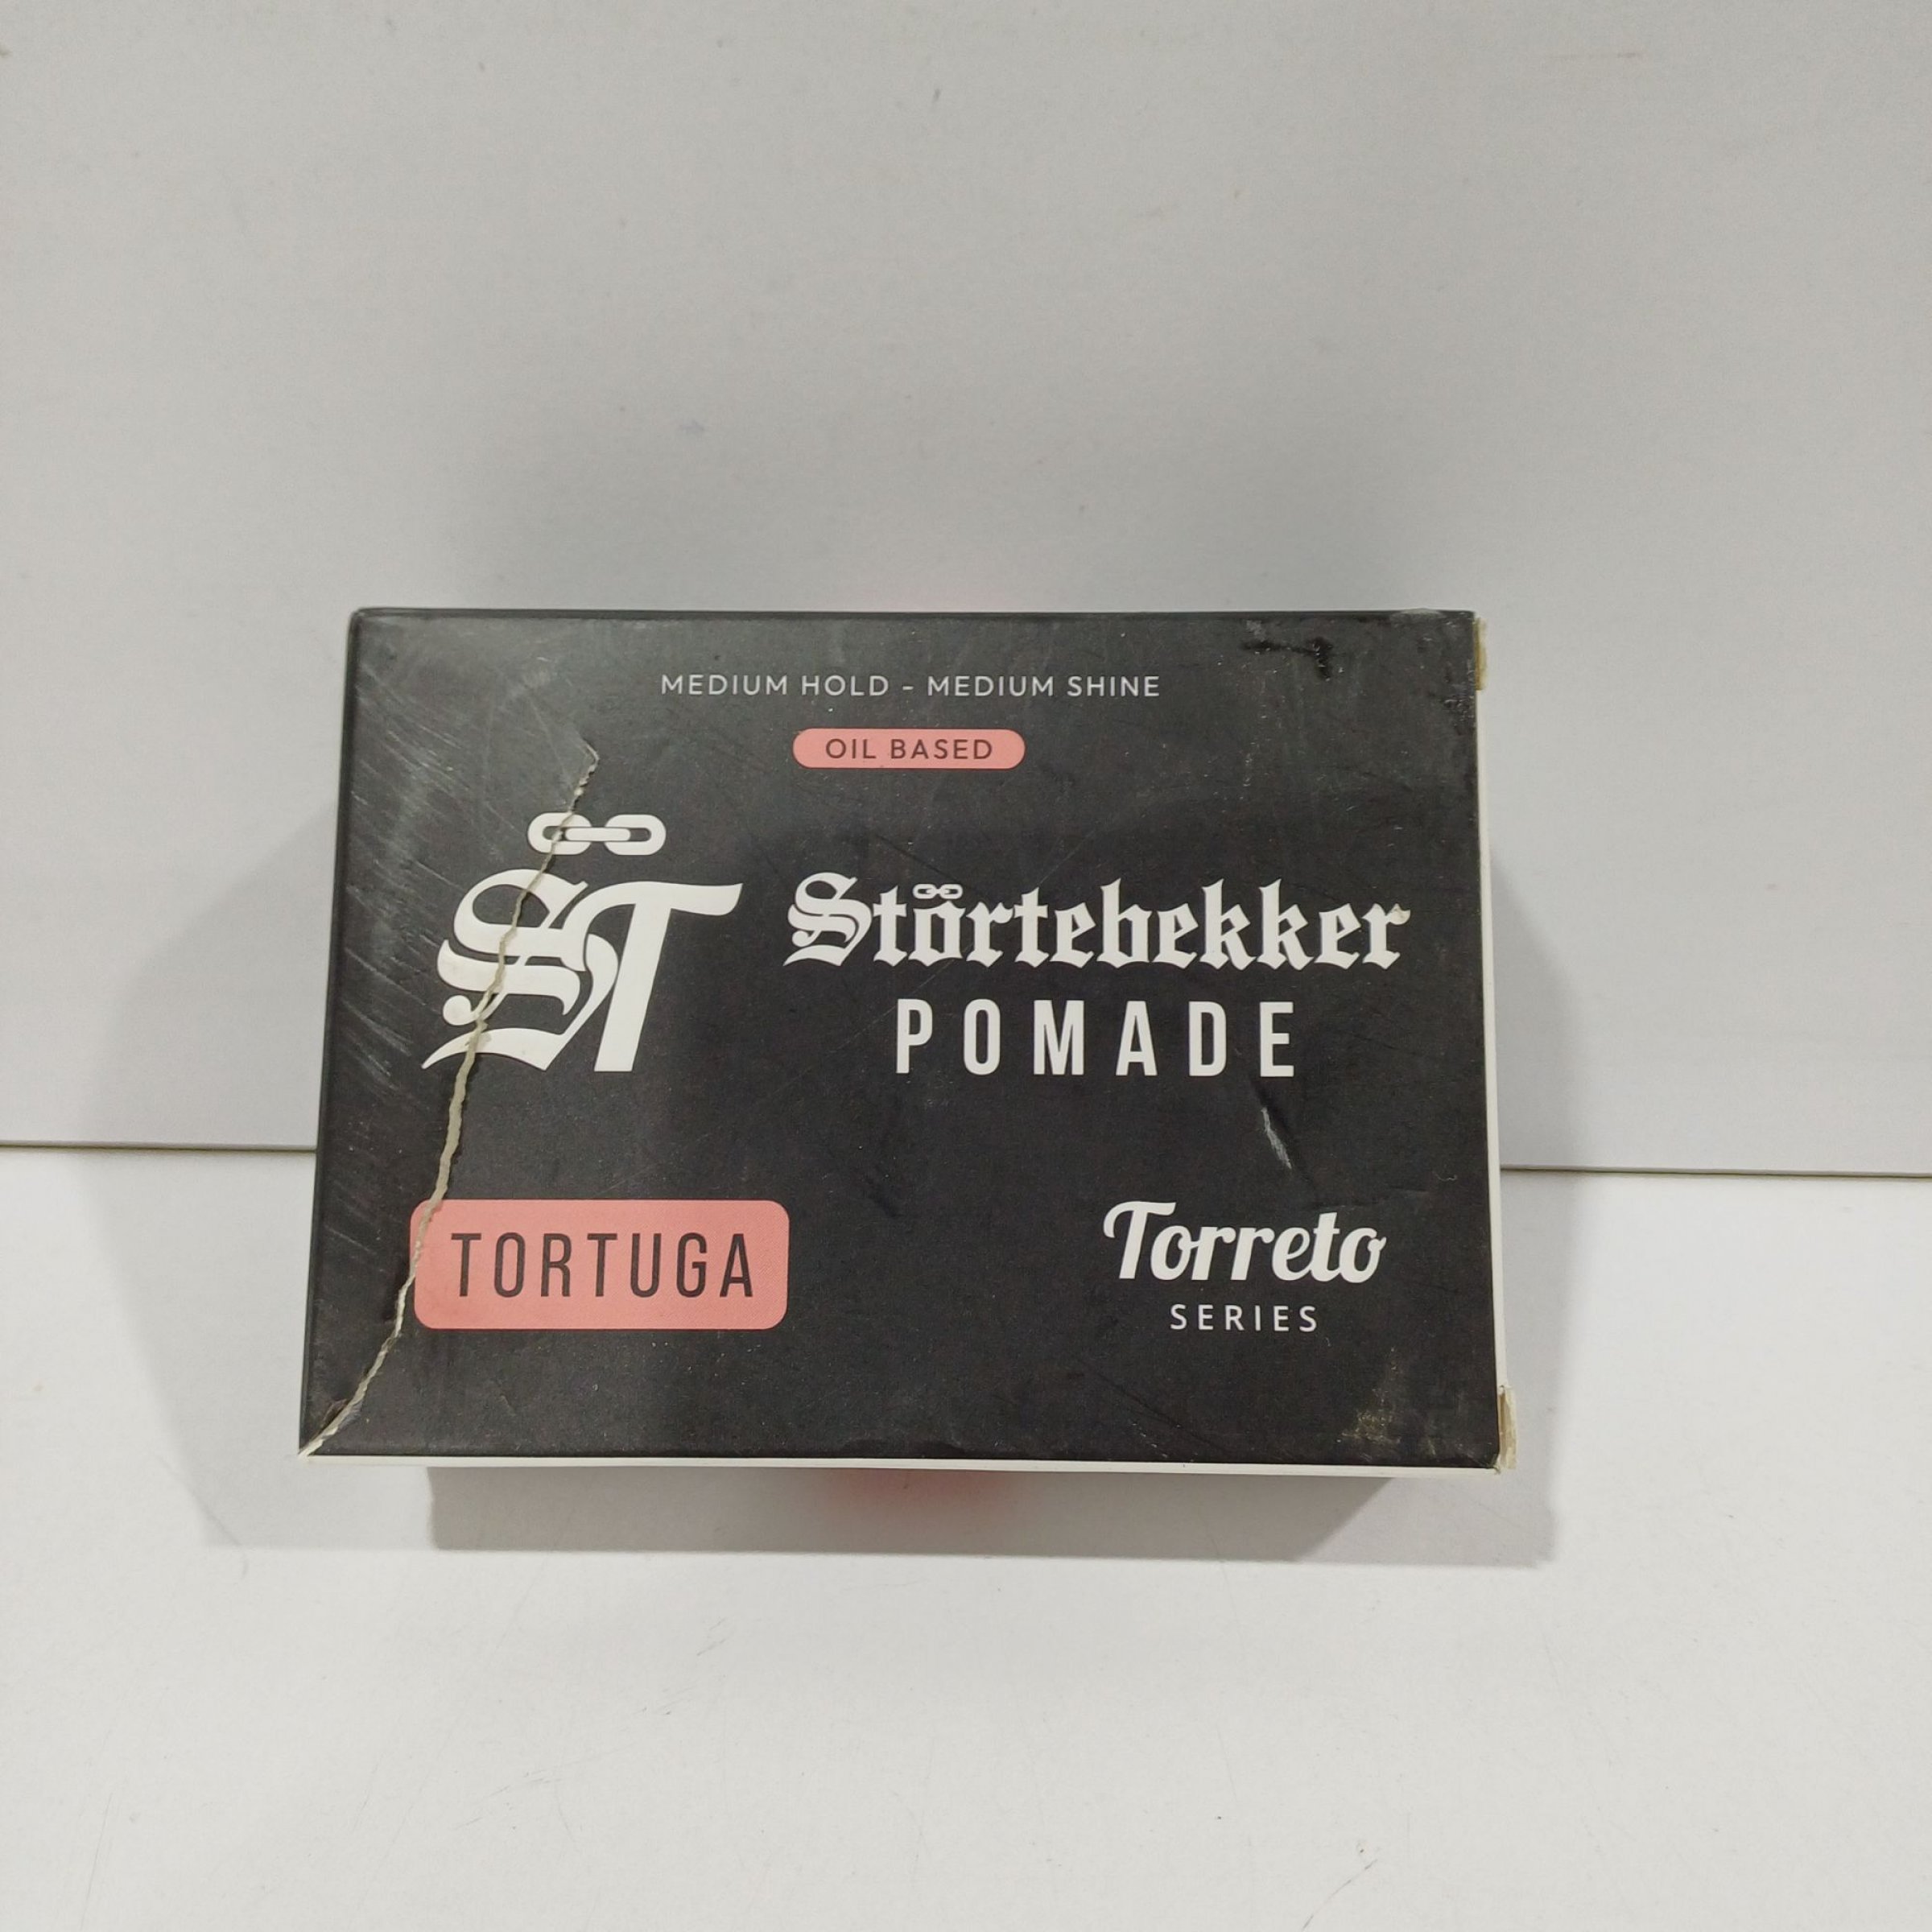 MEDIUM HOLD - MEDIUM SHINE
OIL BASED
ST
Störtebekker
POMADE
TORTUGA
Torreto
SERIES